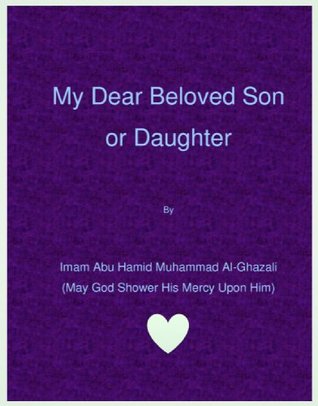 My Dear Beloved Son
or Daughter
By
Imam Abu Hamid Muhammad Al-Ghazali
(May God Shower His Mercy Upon Him)